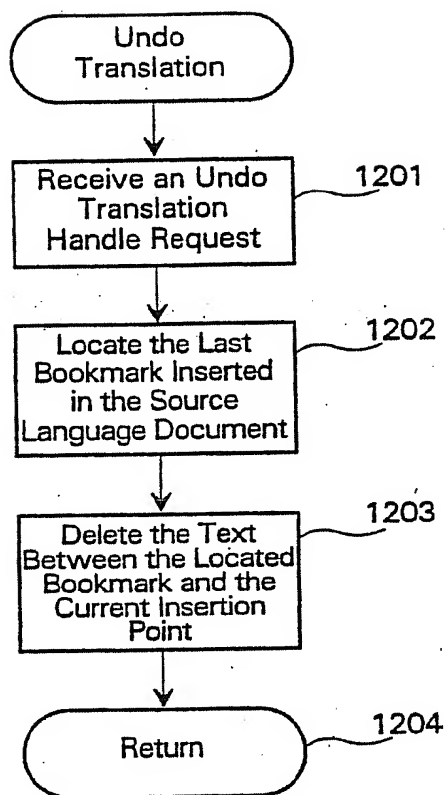 Undo
Translation
Receive an Undo
Translation
Handle Request
1201
Locate the Last
Bookmark Inserted
in the Source
Language Document
1202
Delete the Text
Between the Located
Bookmark and the
Current Insertion
Point
1203
Return
1204